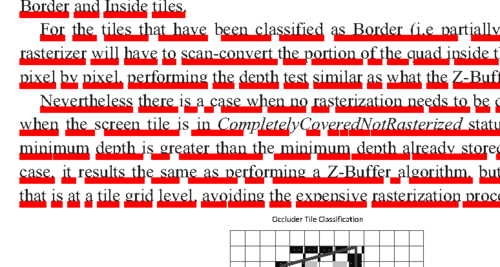 Border and Inside tiles.
For the tiles that have been classified as Border (i.e partially
rasterizer will have to scan-convert the portion of the quad inside
pixel by pixel, performing the depth test similar as what the Z-Buff
Nevertheless there is a case when no rasterization needs to be
when the screen tile is in CompletelyCoveredNotRasterized statu
minimum depth is greater than the minimum depth already store
case, it results the same as performing a Z-Buffer algorithm, but
that is at a tile grid level, avoiding the expensive rasterization proce
Occluder Tile Classification